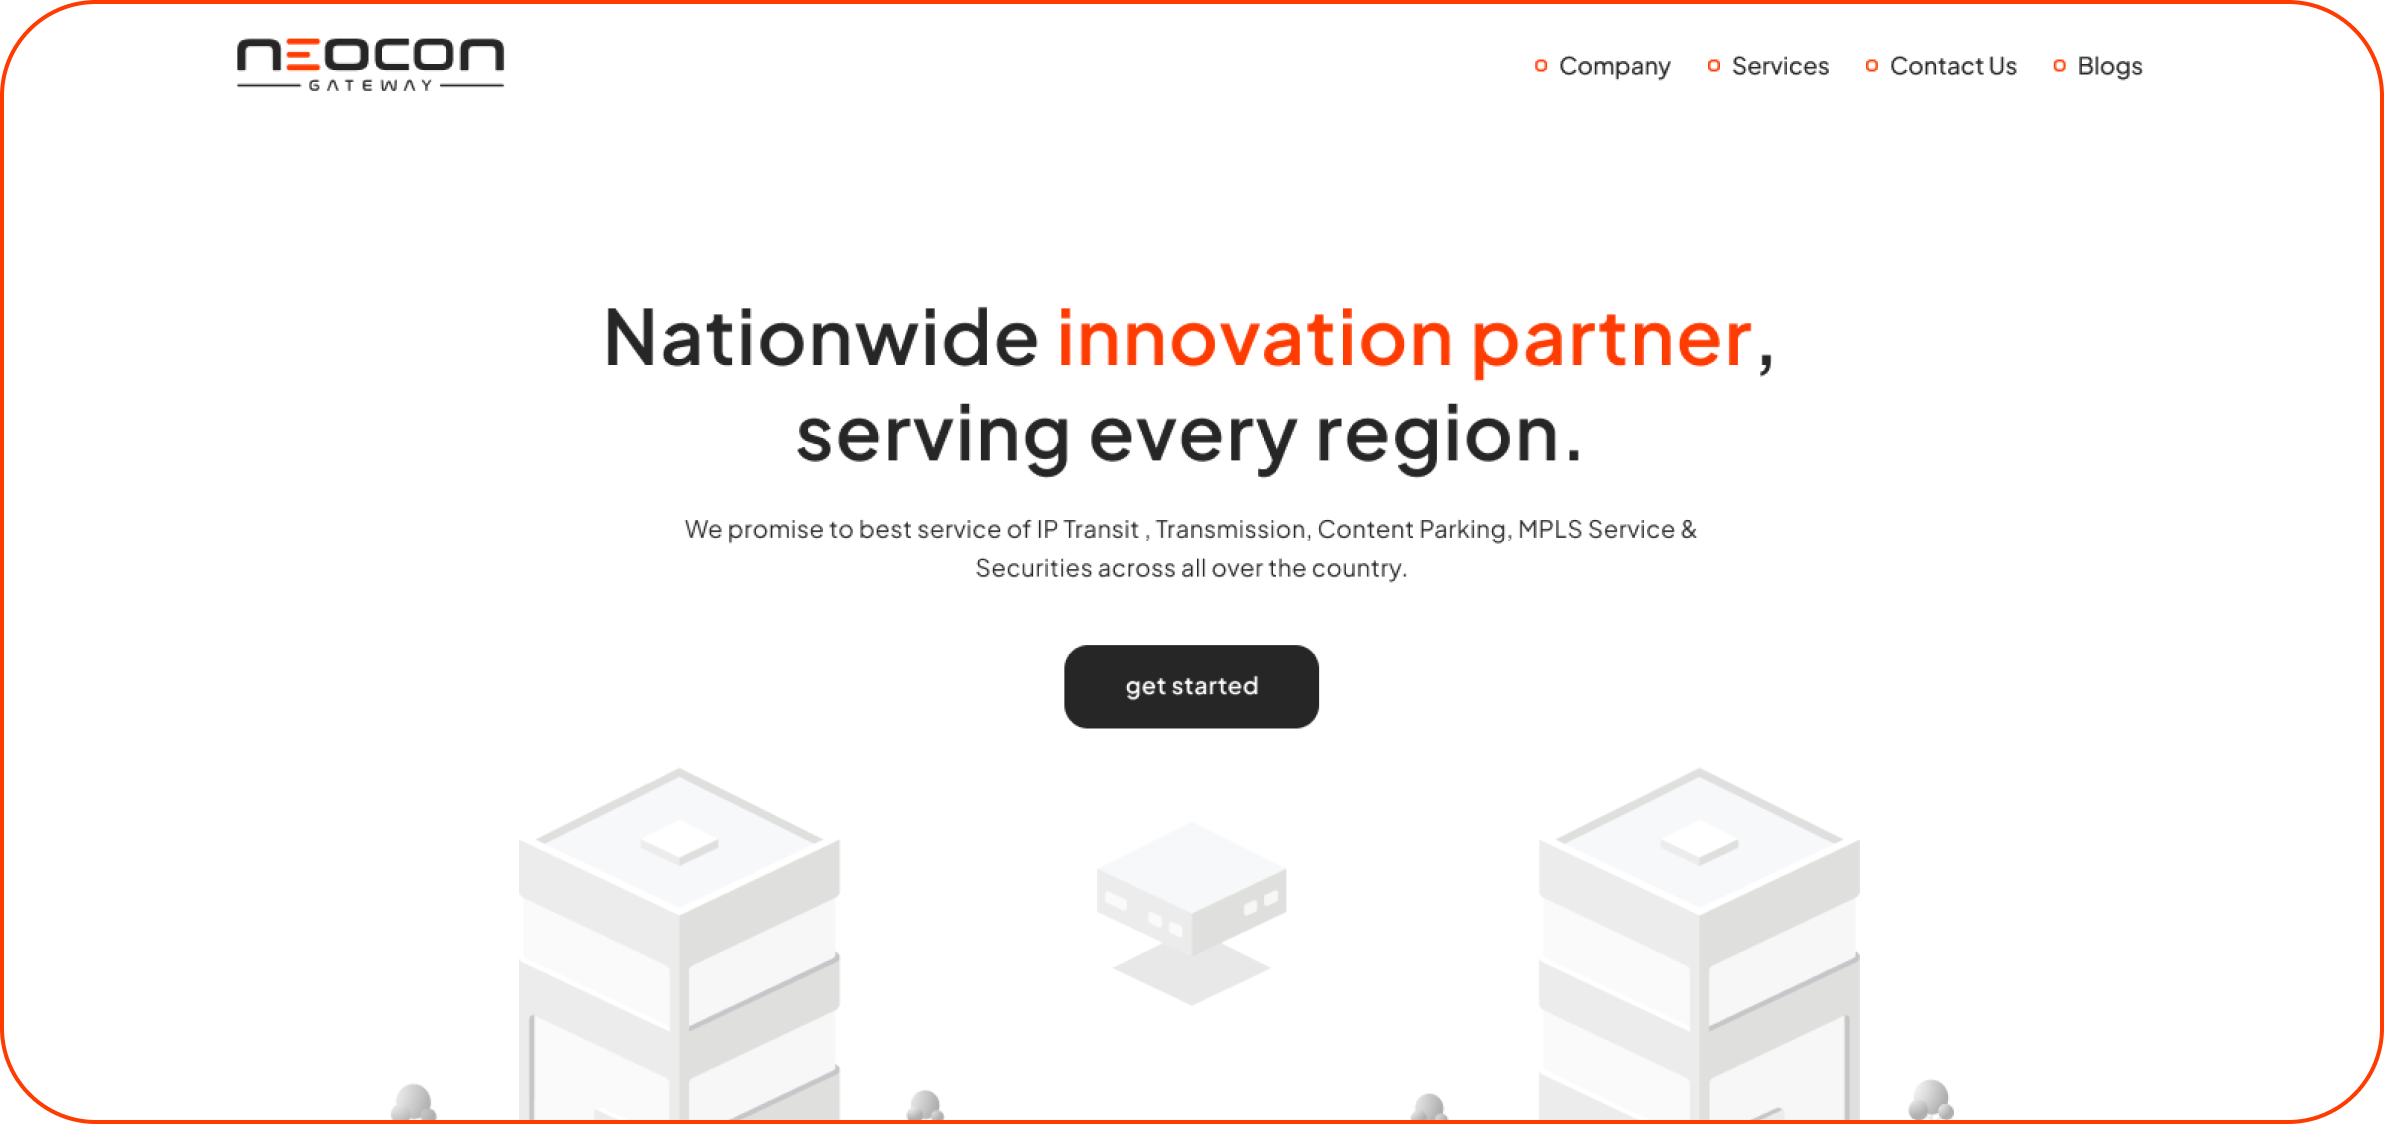 NEOCON
GATEWAY
Company Services Contact Us Blogs
Nationwide innovation partner,
serving every region.
We promise to best service of IP Transit , Transmission, Content Parking, MPLS Service &
Securities across all over the country.
get started